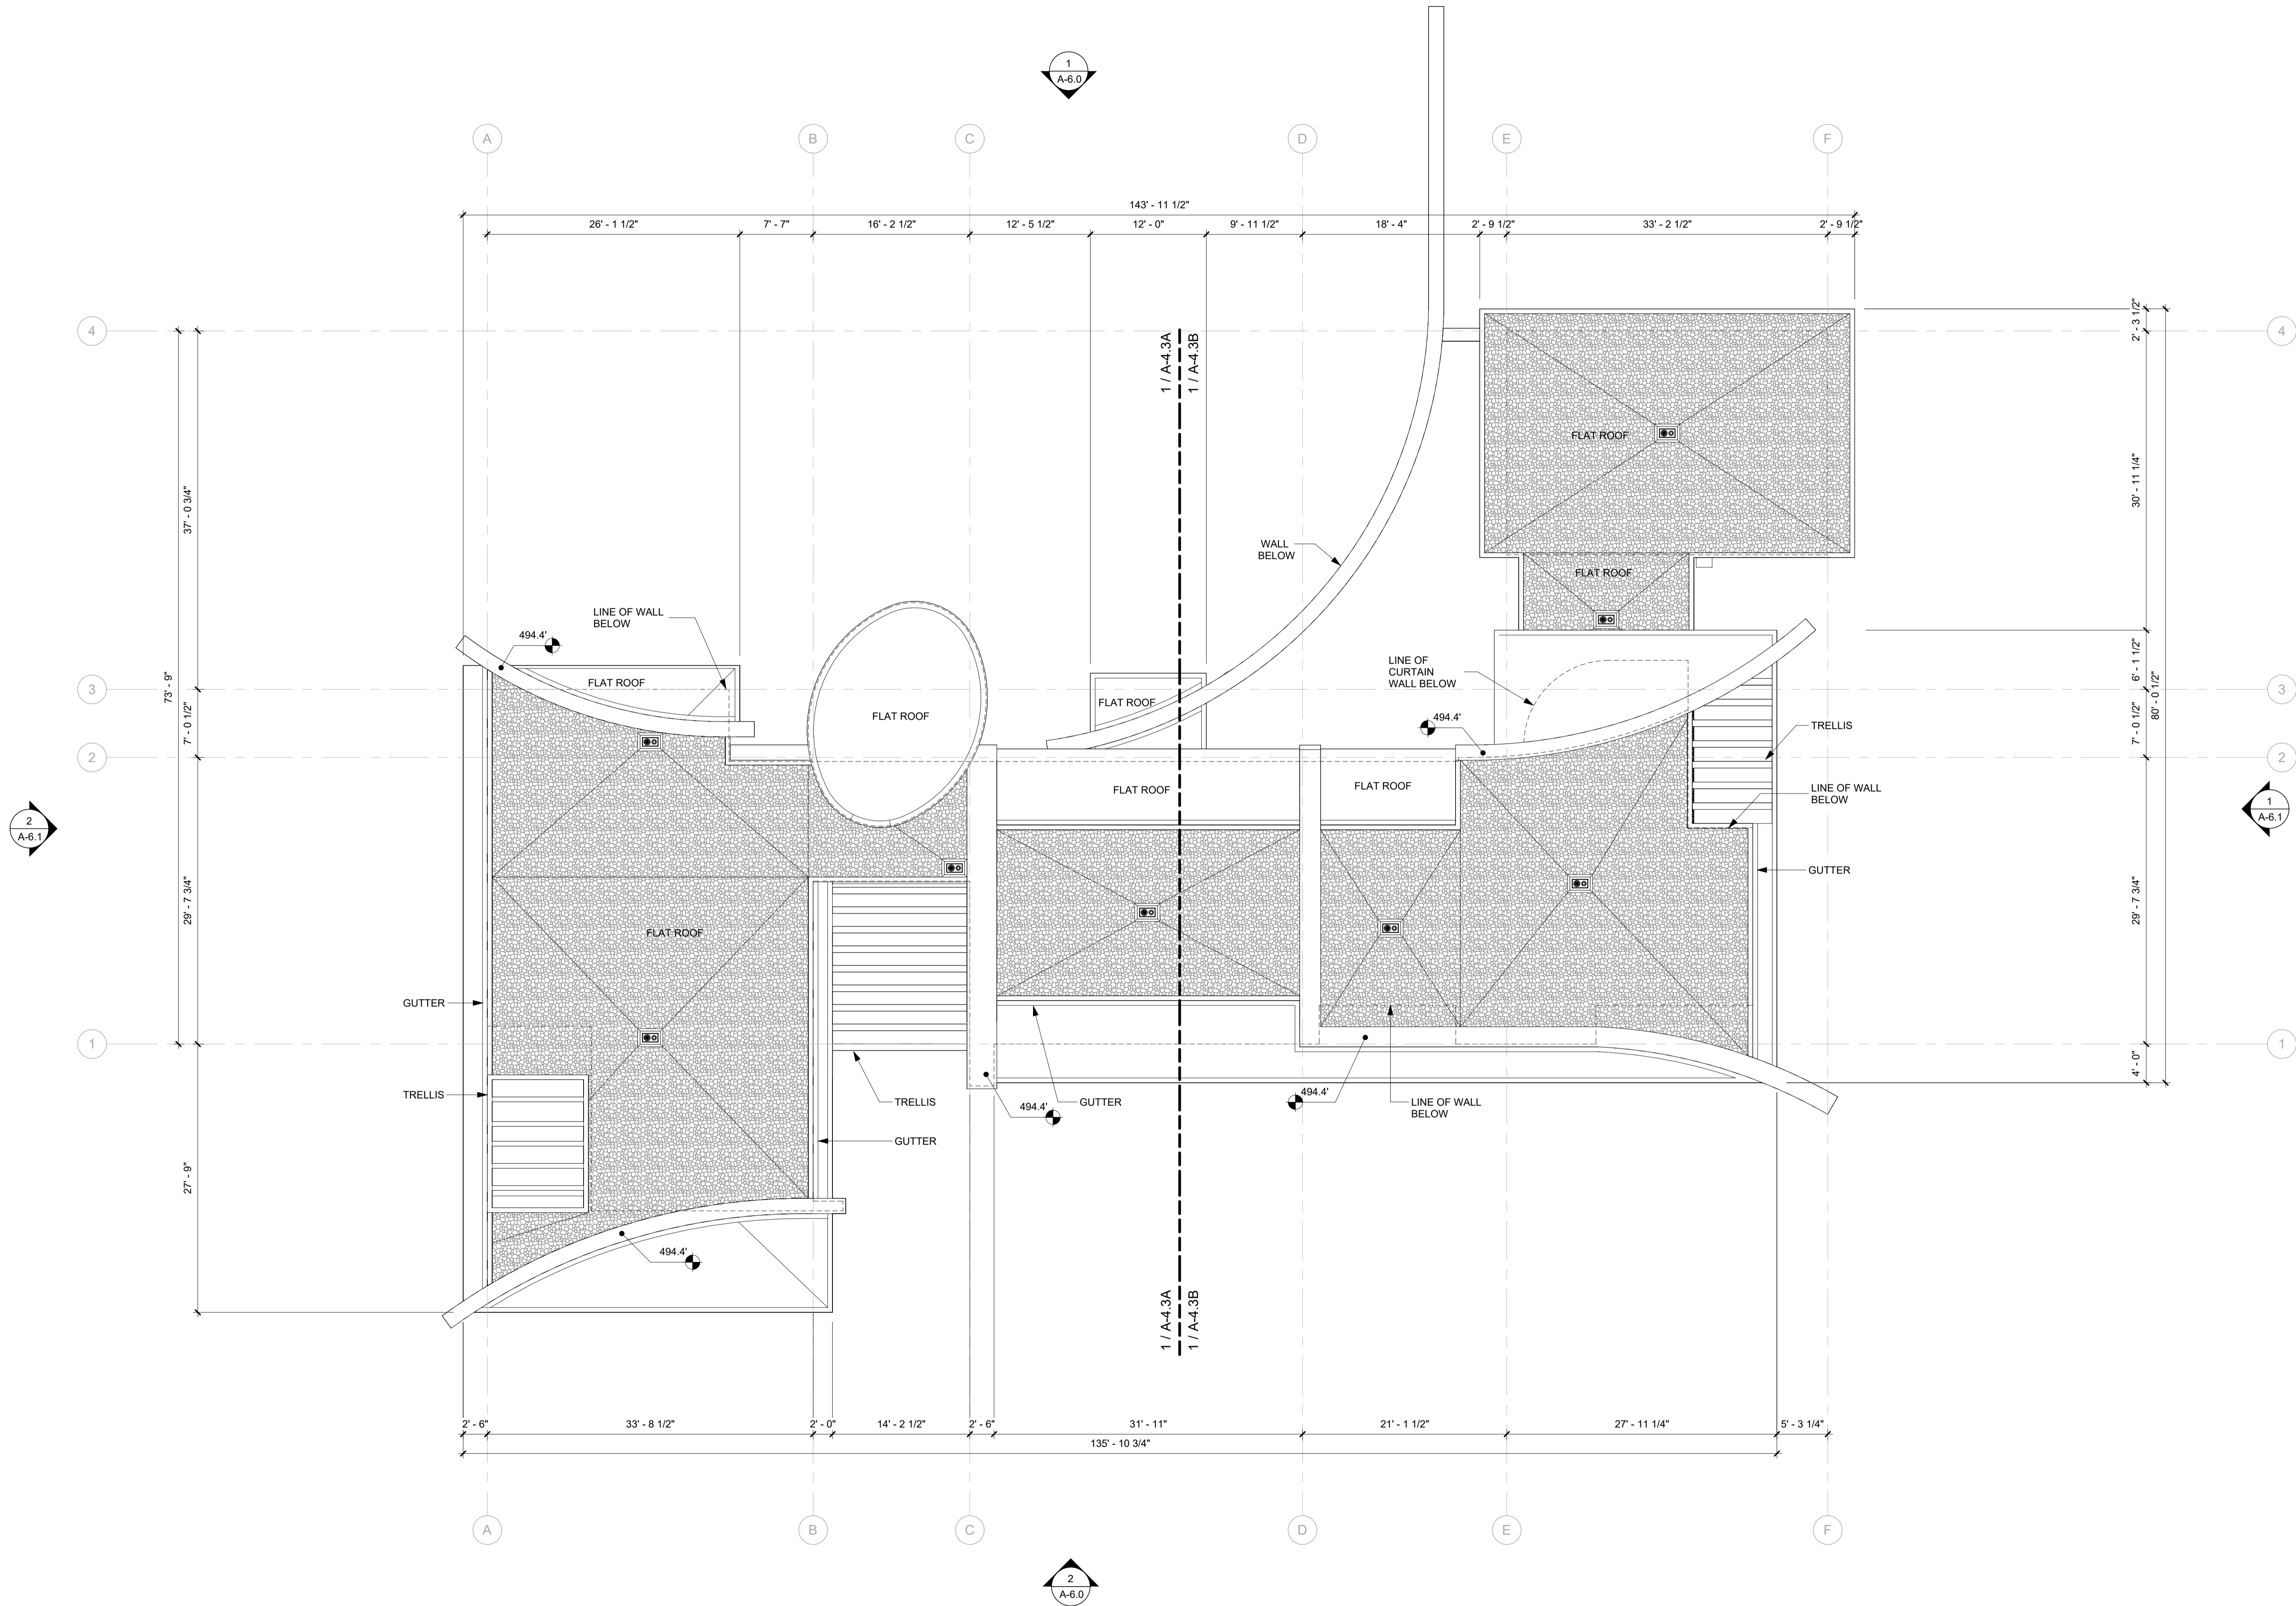 1
A-6.0
A
B
C
D
E
F
143' - 11 1/2"
26' - 1 1/2"
7' - 7"
16' - 2 1/2"
12' - 5 1/2"
12' - 0"
9' - 11 1/2"
18' - 4"
2' - 9 1/2"
33' - 2 1/2"
2' - 9 1/2"
4
4
2' - 3 1/2"
1 / A-4.3A
1 / A-4.3B
FLAT ROOF
37' - 0 3/4"
30' - 11 1/4"
WALL
BELOW
FLAT ROOF
LINE OF WALL
BELOW
494.4'
FLAT ROOF
LINE OF
CURTAIN
WALL BELOW
6' - 1 1/2"
3
73' - 9"
80' - 0 1/2"
3
FLAT ROOF
FLAT ROOF
494.4'
7' - 0 1/2"
TRELLIS
7' - 0 1/2"
2
2
FLAT ROOF
FLAT ROOF
LINE OF WALL
BELOW
2
A-6.1
1
A-6.1
GUTTER
29' - 7 3/4"
29' - 7 3/4"
FLAT ROOF
GUTTER
1
1
4' - 0"
TRELLIS
TRELLIS
494.4'
GUTTER
494.4'
LINE OF WALL
BELOW
GUTTER
27' - 9"
494.4'
1 / A-4.3A
1 / A-4.3B
2' - 6"
33' - 8 1/2"
2' - 0"
14' - 2 1/2"
2' - 6"
31' - 11"
21' - 1 1/2"
27' - 11 1/4"
5' - 3 1/4"
135' - 10 3/4"
A
B
C
D
E
F
2
A-6.0